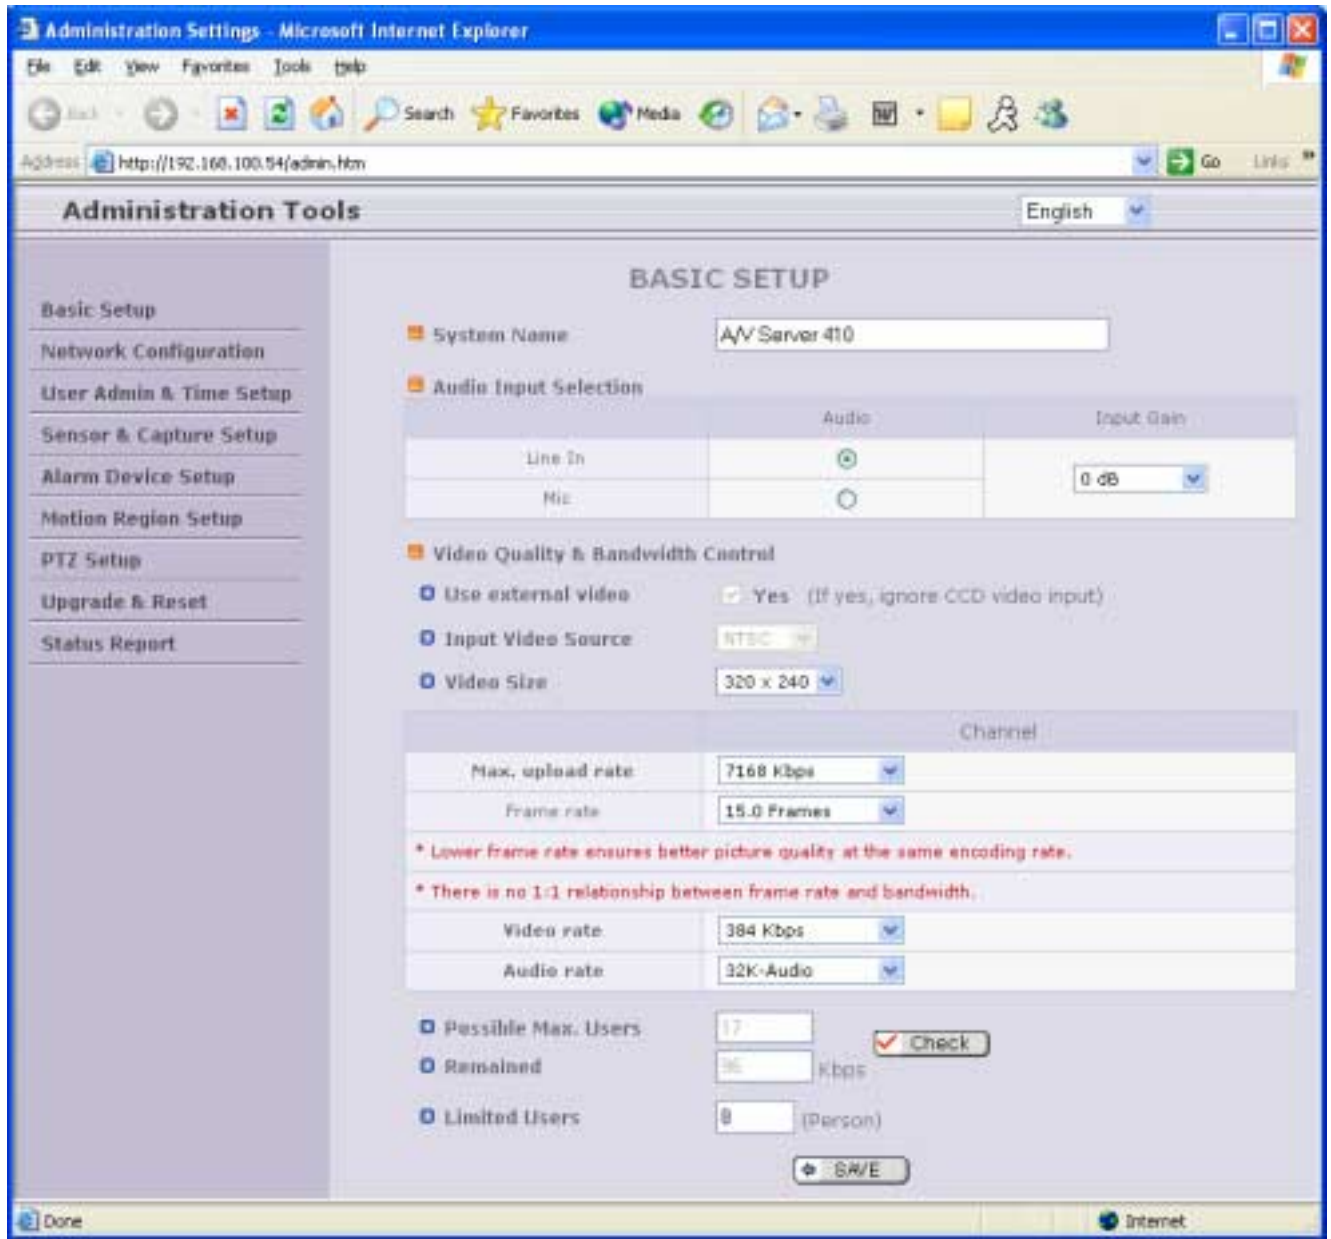 Administration Settings - Microsoft Internet Explorer
File Edit View Favorites Tools Help
Back Search Favorites Media
Address http://192.168.100.54/admin.htm Go Links »
Administration Tools English
BASIC SETUP
Basic Setup
Network Configuration
User Admin & Time Setup
Sensor & Capture Setup
Alarm Device Setup
Motion Region Setup
PTZ Setup
Upgrade & Reset
Status Report
System Name A/V Server 410
Audio Input Selection
Audio Input Gain
Line In
Mic
0 dB
Video Quality & Bandwidth Control
Use external video Yes (If yes, ignore CCD video input)
Input Video Source NTSC
Video Size 320 x 240
Channel
Max. upload rate 7168 Kbps
Frame rate 15.0 Frames
* Lower frame rate ensures better picture quality at the same encoding rate.
* There is no 1:1 relationship between frame rate and bandwidth.
Video rate 384 Kbps
Audio rate 32K-Audio
Possible Max. Users 17
Check
Remained 96 Kbps
Limited Users 8 (Person)
SAVE
Done Internet